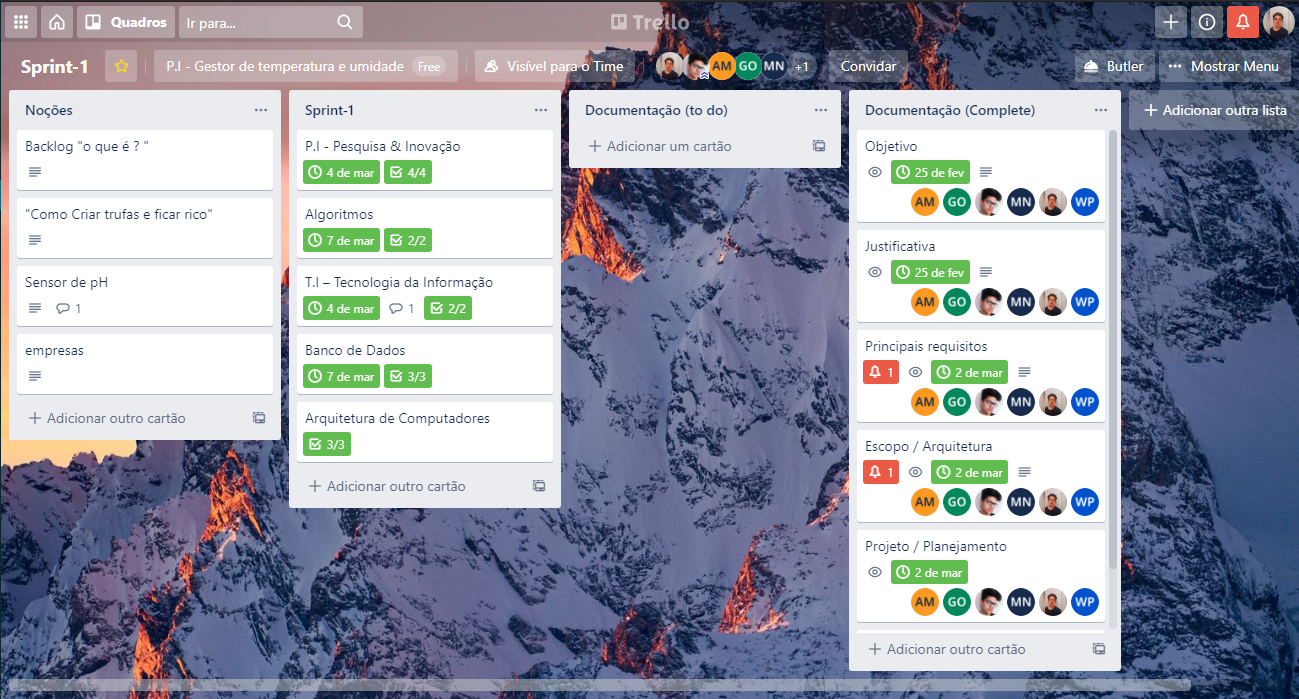 Quadros
Ir para...
Trello
Sprint-1
P.I - Gestor de temperatura e umidade Free
Visível para o Time
AM GO MN +1
Convidar
Butler
Mostrar Menu
Noções
Backlog "o que é ? "
"Como Criar trufas e ficar rico"
Sensor de pH
1
empresas
Adicionar outro cartão
Sprint-1
P.I - Pesquisa & Inovação
4 de mar 4/4
Algoritmos
7 de mar 2/2
T.I – Tecnologia da Informação
4 de mar 1 2/2
Banco de Dados
7 de mar 3/3
Arquitetura de Computadores
3/3
Adicionar outro cartão
Documentação (to do)
Adicionar um cartão
Documentação (Complete)
Objetivo
25 de fev
AM GO MN WP
Justificativa
25 de fev
AM GO MN WP
Principais requisitos
1 2 de mar
AM GO MN WP
Escopo / Arquitetura
1 2 de mar
AM GO MN WP
Projeto / Planejamento
2 de mar
AM GO MN WP
Adicionar outro cartão
Adicionar outra lista